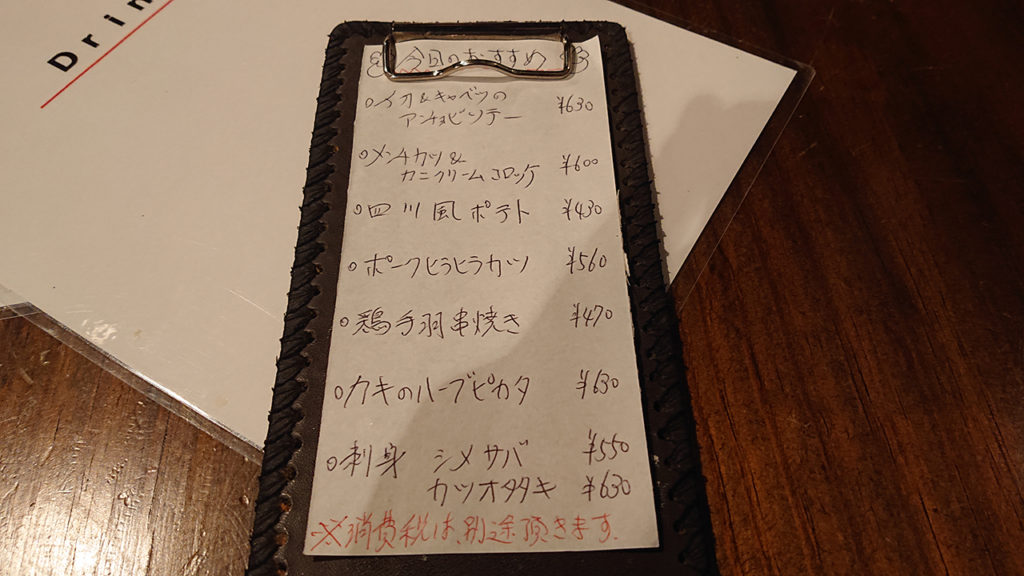 Drin
今回のおすすめ
○イカ&キャベツの
アンチョビソテー ¥630
○メンチカツ&
カニクリームコロッケ ¥600
○四川風ポテト ¥430
○ポークヒラヒラカツ ¥560
○鶏手羽串焼き ¥470
○カキのハーブピカタ ¥630
○刺身 シメサバ ¥550
カツオタタキ ¥630
※消費税は、別途頂きます。